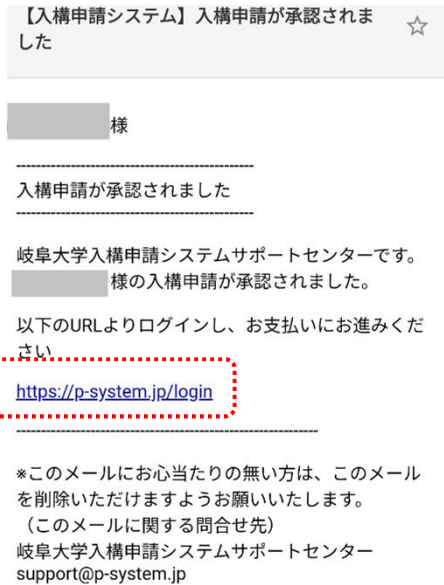 【入構申請システム】入構申請が承認されま
した
様
------------------------------------------------
入構申請が承認されました
------------------------------------------------
岐阜大学入構申請システムサポートセンターです。
様の入構申請が承認されました。
以下のURLよりログインし、お支払いにお進みくだ
さい
https://p-system.jp/login
-------------------------------------------------------------
※このメールにお心当たりの無い方は、このメール
を削除いただけますようお願いいたします。
（このメールに関する問合せ先）
岐阜大学入構申請システムサポートセンター
support@p-system.jp